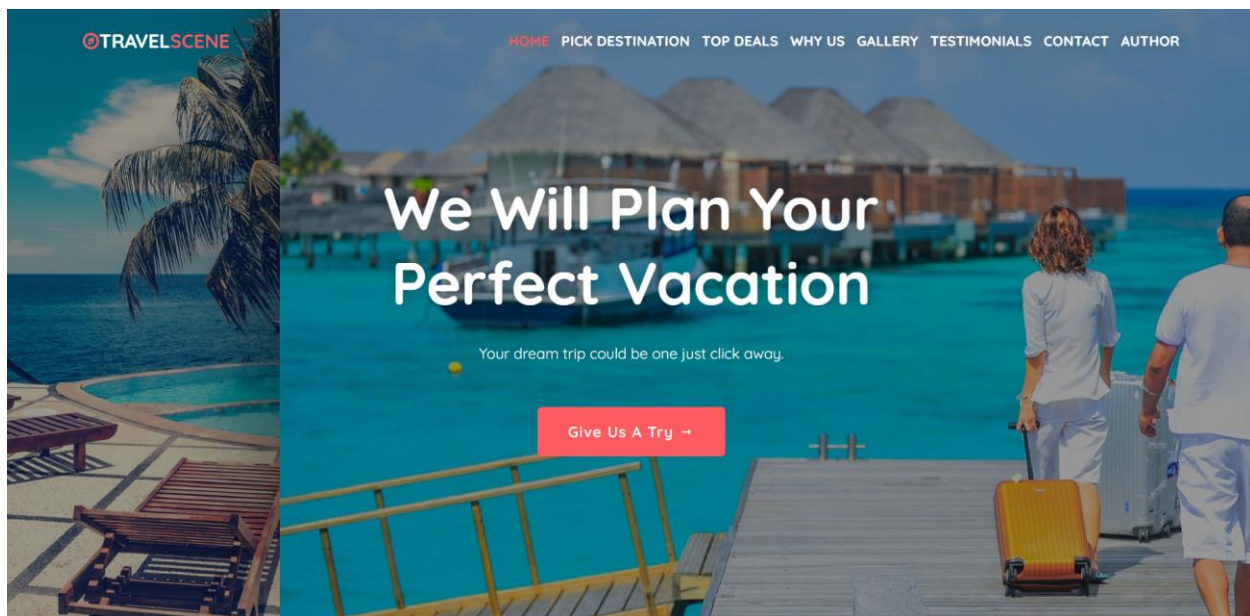 TRAVELSCENE
HOME PICK DESTINATION TOP DEALS WHY US GALLERY TESTIMONIALS CONTACT AUTHOR
We Will Plan Your
Perfect Vacation
Your dream trip could be one just click away.
Give Us A Try →